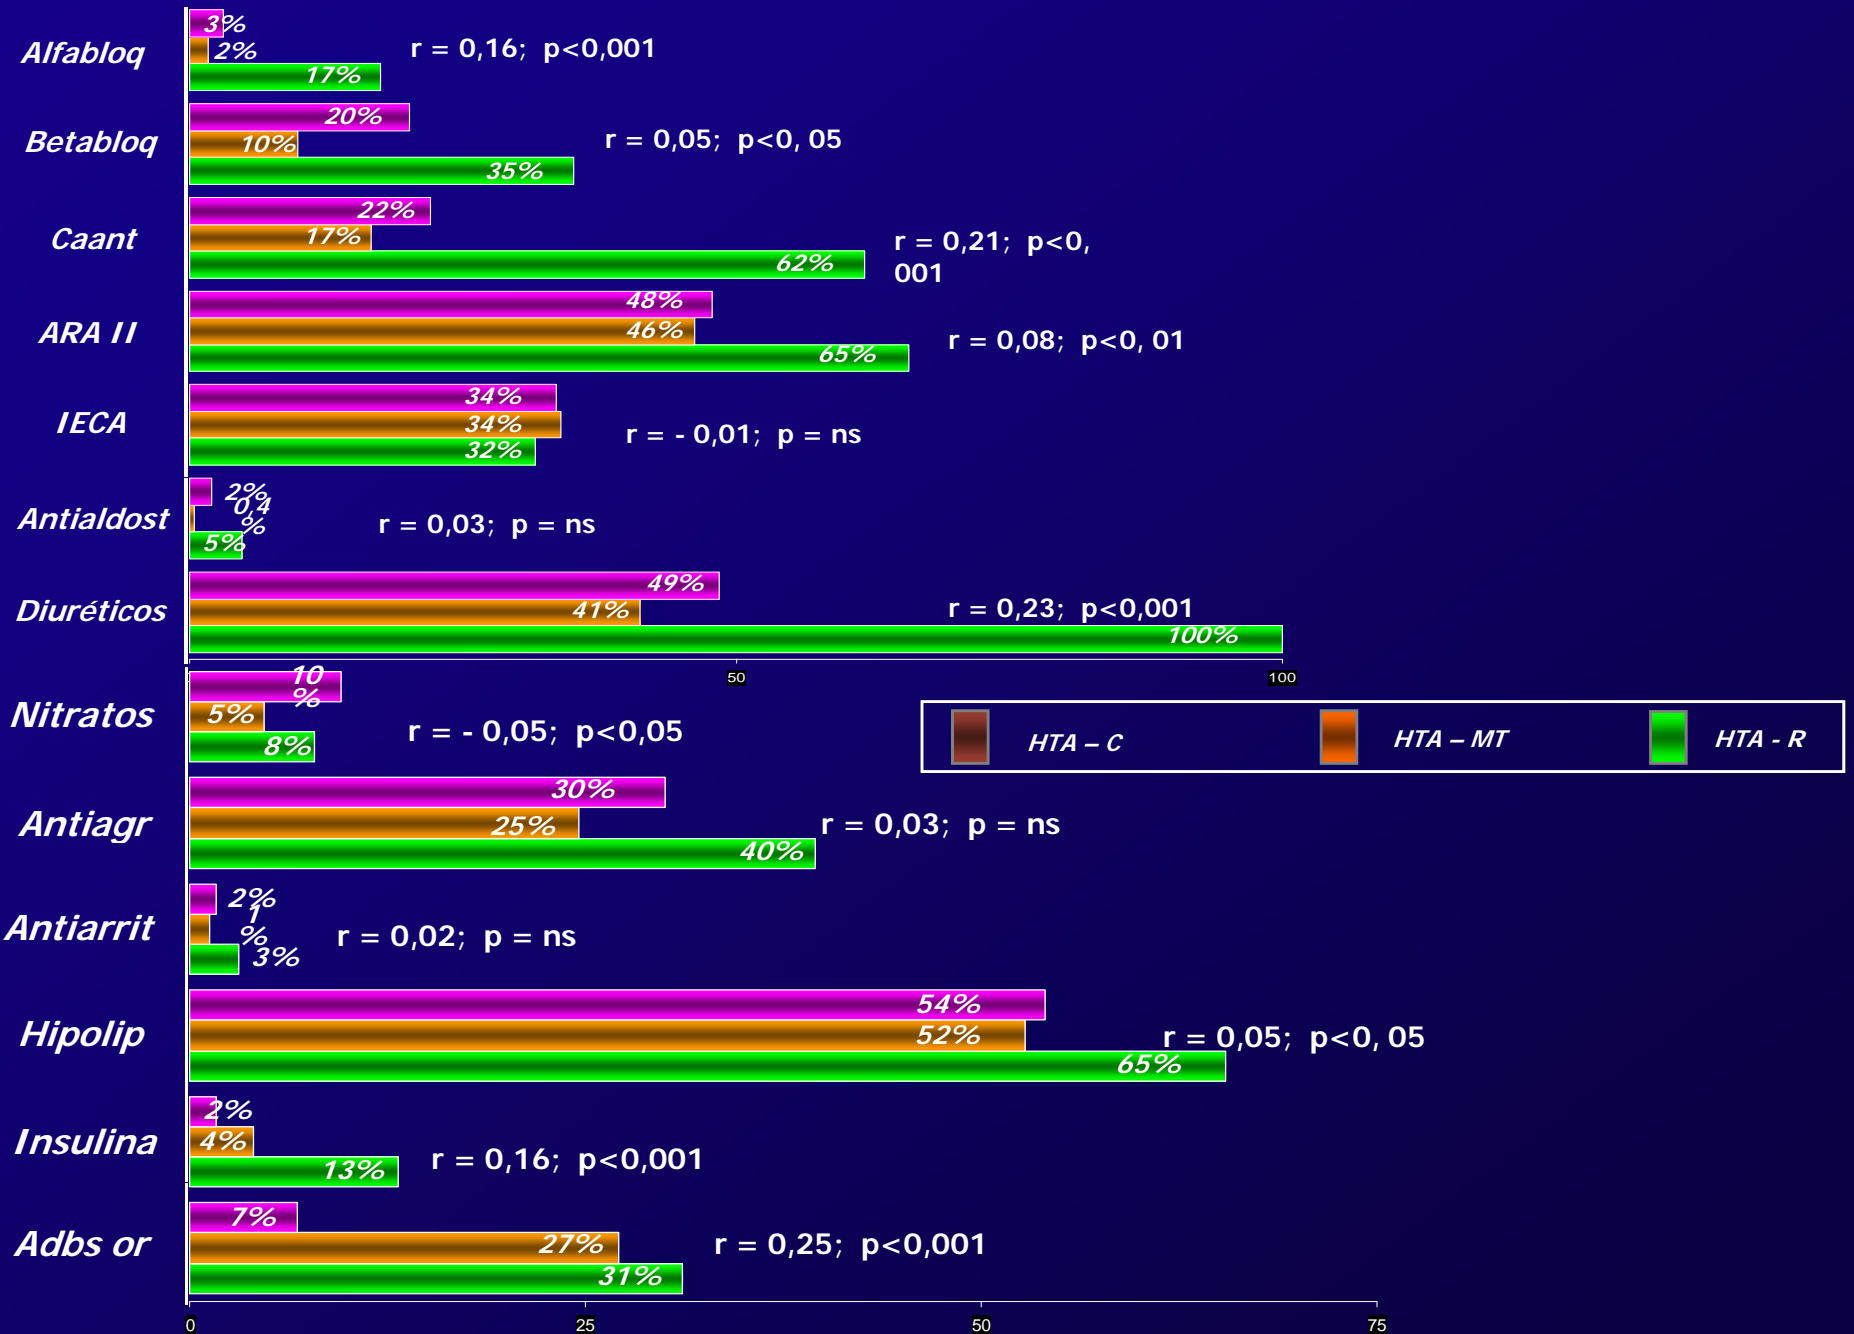 Alfabloq
3%
2%
17%
r = 0,16; p<0,001
Betabloq
20%
10%
35%
r = 0,05; p<0, 05
Caant
22%
17%
62%
r = 0,21; p<0,
001
ARA II
48%
46%
65%
r = 0,08; p<0, 01
IECA
34%
34%
32%
r = - 0,01; p = ns
Antialdost
2%
0,4
%
5%
r = 0,03; p = ns
Diuréticos
49%
41%
100%
r = 0,23; p<0,001
50
100
Nitratos
10
%
5%
8%
r = - 0,05; p<0,05
HTA – C
HTA – MT
HTA - R
Antiagr
30%
25%
40%
r = 0,03; p = ns
Antiarrit
2%
1
%
3%
r = 0,02; p = ns
Hipolip
54%
52%
65%
r = 0,05; p<0, 05
Insulina
2%
4%
13%
r = 0,16; p<0,001
Adbs or
7%
27%
31%
r = 0,25; p<0,001
0
25
50
75